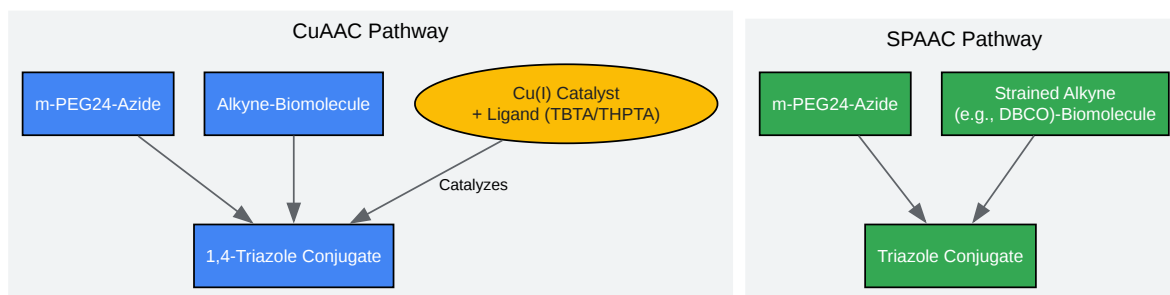 CuAAC Pathway
m-PEG24-Azide
Alkyne-Biomolecule
Cu(I) Catalyst
+ Ligand (TBTA/THPTA)
Catalyzes
1,4-Triazole Conjugate
SPAAC Pathway
m-PEG24-Azide
Strained Alkyne
(e.g., DBCO)-Biomolecule
Triazole Conjugate